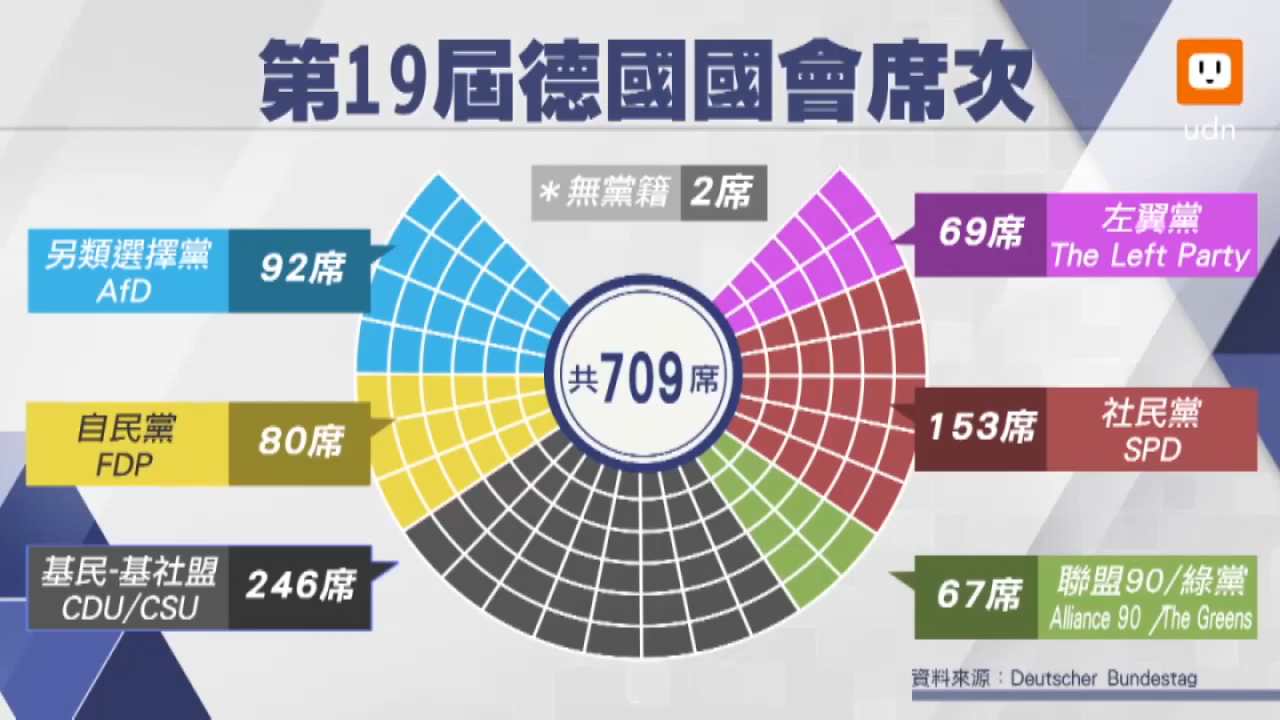 第19屆德國國會席次
udn
＊無黨籍 2席
另類選擇黨
AfD
92席
自民黨
FDP
80席
基民-基社盟
CDU/CSU
246席
共709席
69席
左翼黨
The Left Party
153席
社民黨
SPD
67席
聯盟90/綠黨
Alliance 90 /The Greens
資料來源：Deutscher Bundestag